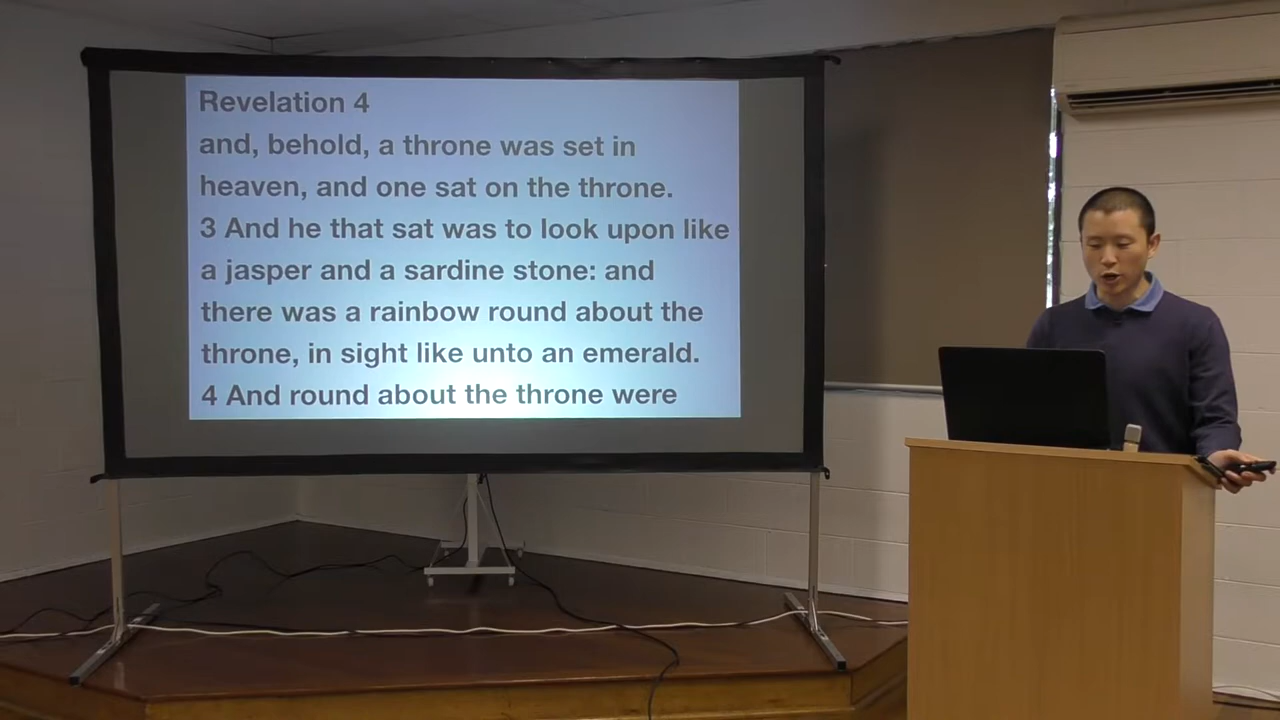 Revelation 4
and, behold, a throne was set in
heaven, and one sat on the throne.
3 And he that sat was to look upon like
a jasper and a sardine stone: and
there was a rainbow round about the
throne, in sight like unto an emerald.
4 And round about the throne were